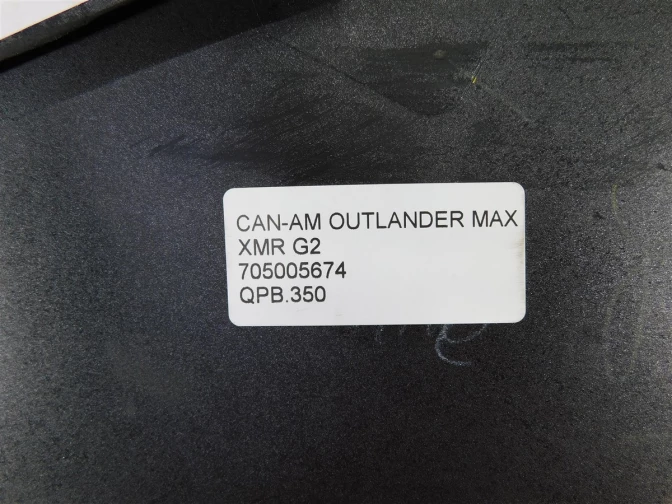 CAN-AM OUTLANDER MAX
XMR G2
705005674
QPB.350